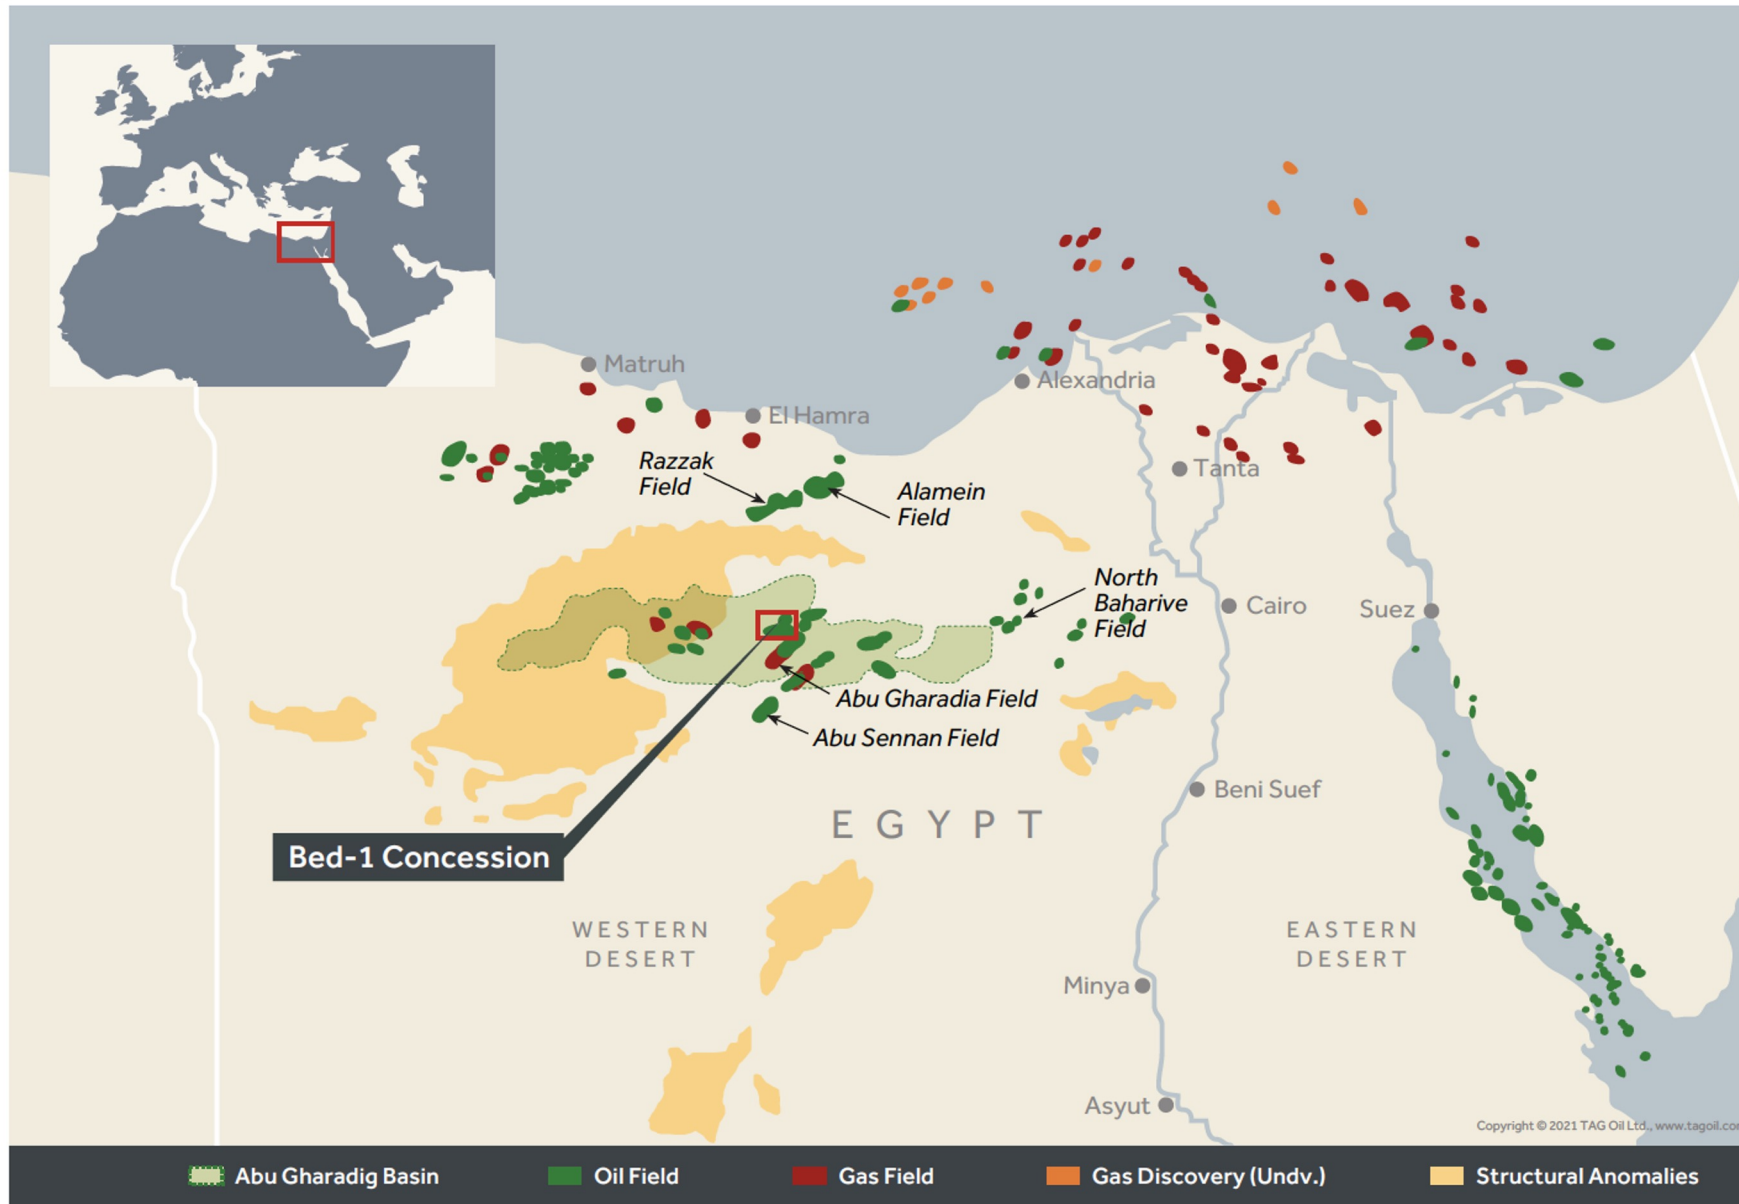 Matruh
El Hamra
Alexandria
Razzak
Field
Alamein
Field
Tanta
North
Baharive
Field
Cairo
Suez
Abu Gharadia Field
Abu Sennan Field
Beni Suef
EGYPT
Bed-1 Concession
WESTERN
DESERT
EASTERN
DESERT
Minya
Asyut
Copyright © 2021 TAG Oil Ltd., www.tagoil.co
Abu Gharadig Basin
Oil Field
Gas Field
Gas Discovery (Undv.)
Structural Anomalies